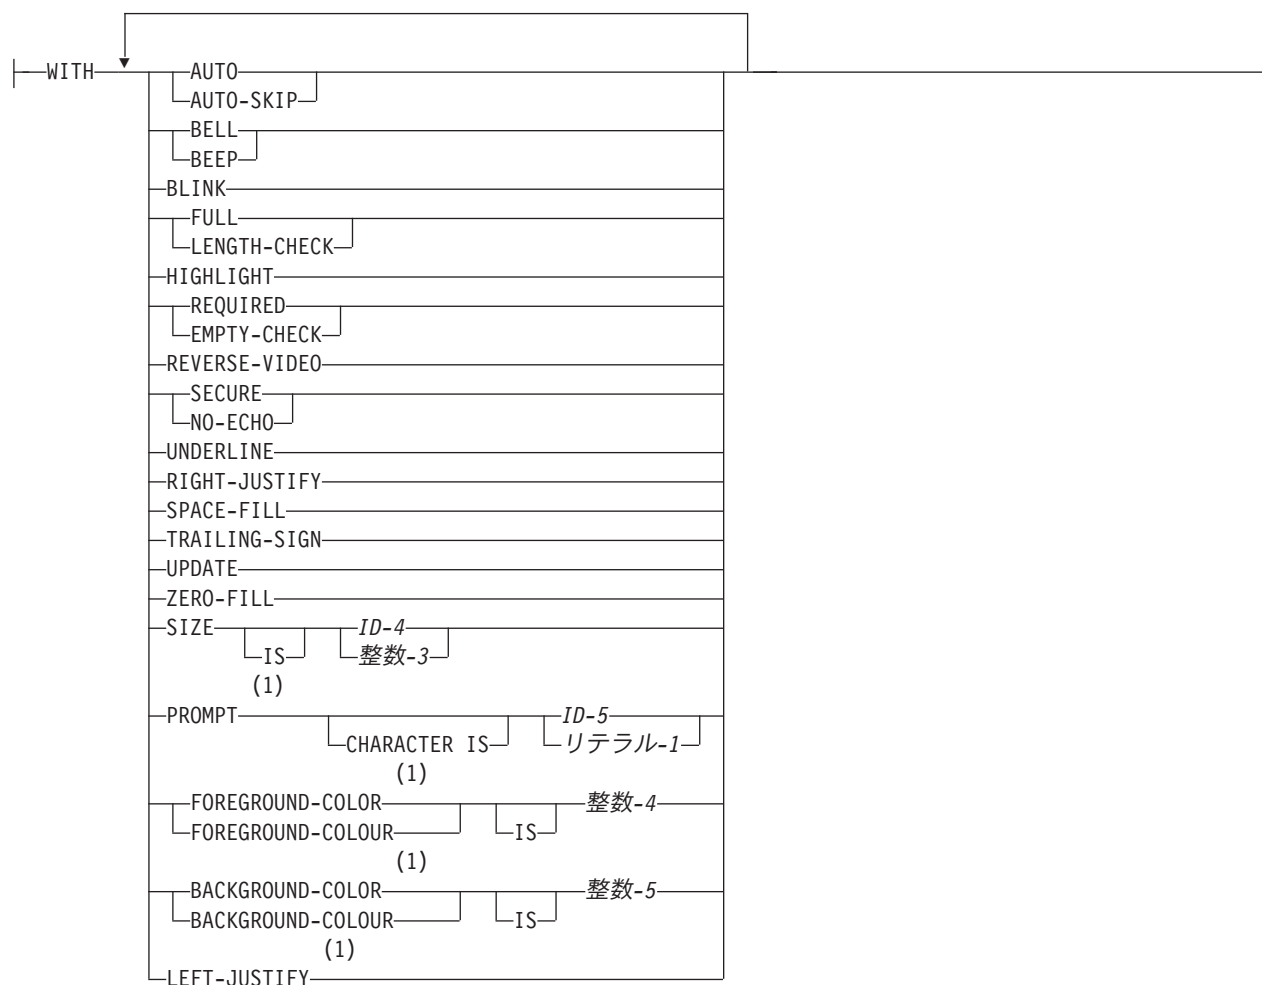 WITH AUTO
AUTO-SKIP
BELL
BEEP
BLINK
FULL
LENGTH-CHECK
HIGHLIGHT
REQUIRED
EMPTY-CHECK
REVERSE-VIDEO
SECURE
NO-ECHO
UNDERLINE
RIGHT-JUSTIFY
SPACE-FILL
TRAILING-SIGN
UPDATE
ZERO-FILL
SIZE ID-4
IS 整数-3
(1)
PROMPT ID-5
CHARACTER IS リテラル-1
(1)
FOREGROUND-COLOR 整数-4
FOREGROUND-COLOUR IS
(1)
BACKGROUND-COLOR 整数-5
BACKGROUND-COLOUR IS
(1)
LEFT-JUSTIFY